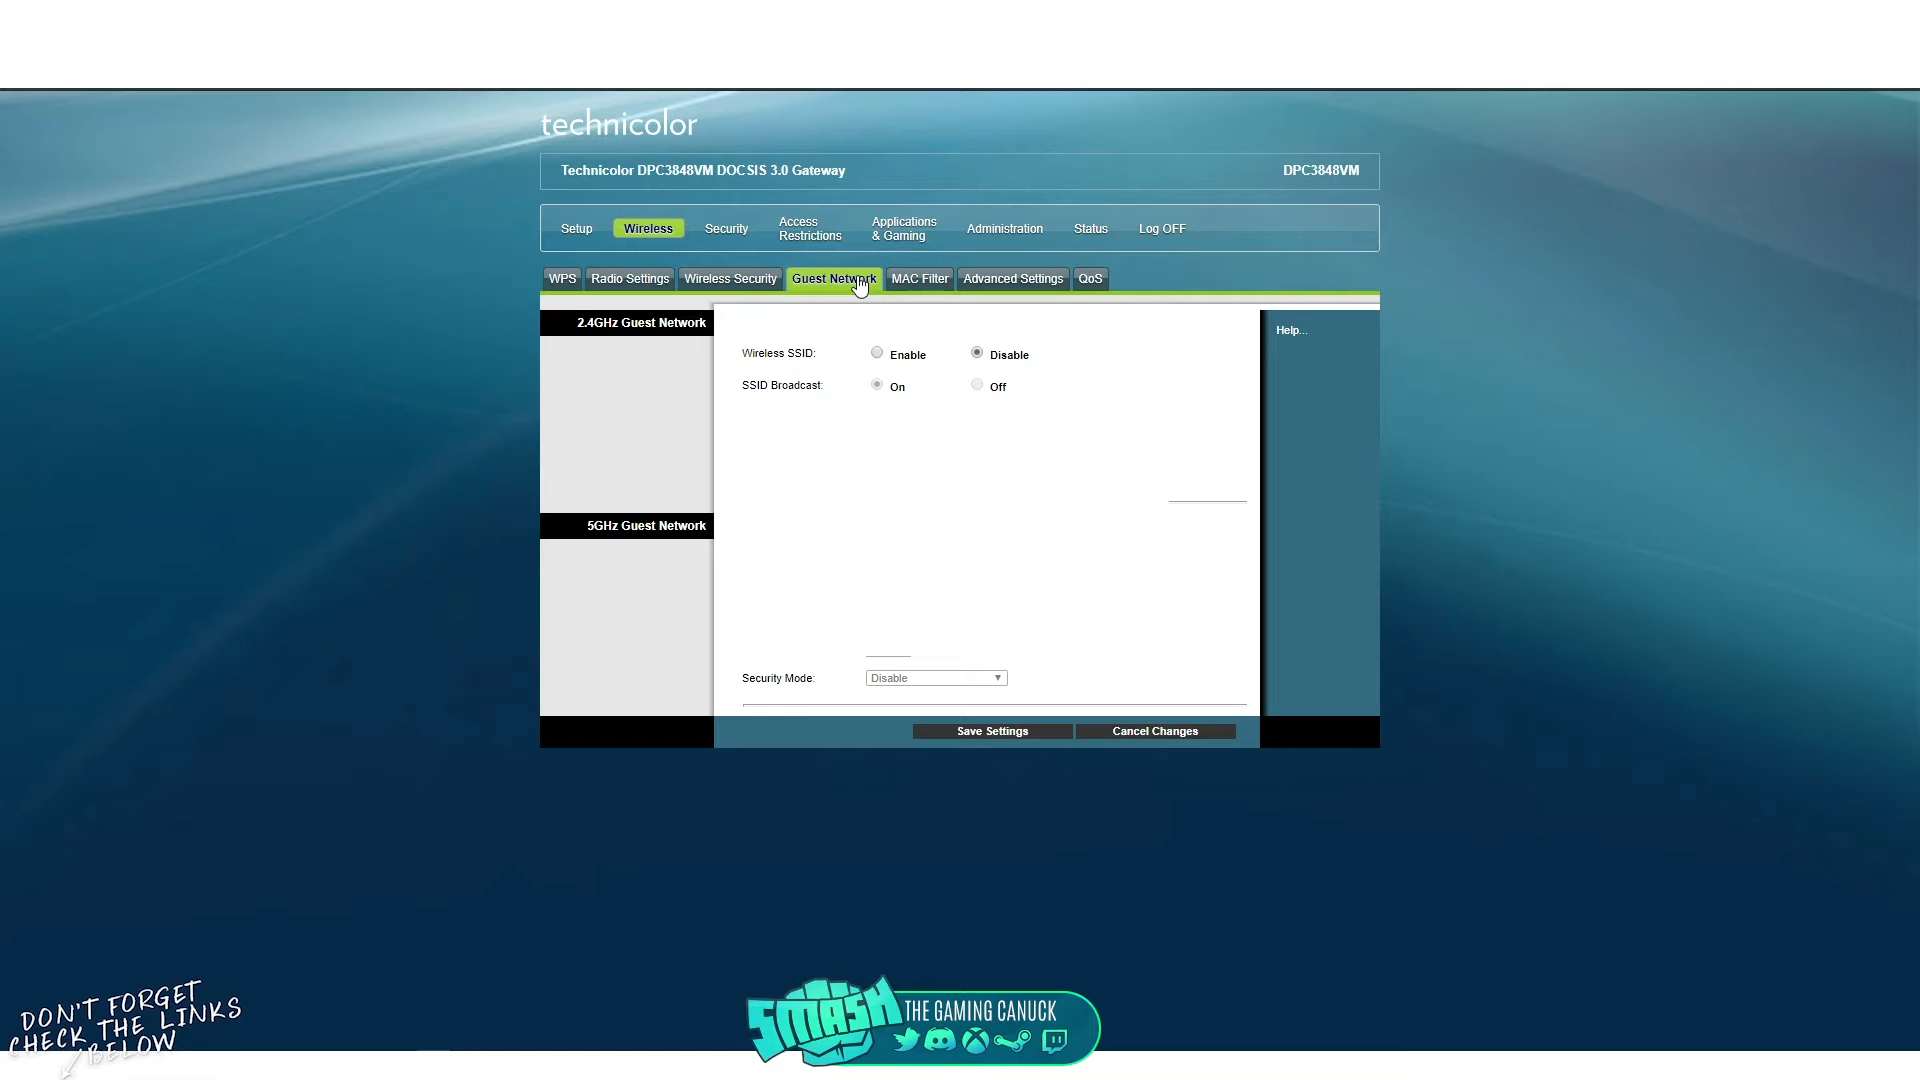 technicolor
Technicolor DPC3848VM DOCSIS 3.0 Gateway
DPC3848VM
Setup
Wireless
Security
Access
Restrictions
Applications
& Gaming
Administration
Status
Log OFF
WPS
Radio Settings
Wireless Security
Guest Network
MAC Filter
Advanced Settings
QoS
2.4GHz Guest Network
Help...
Wireless SSID:
Enable
Disable
SSID Broadcast:
On
Off
5GHz Guest Network
Security Mode:
Disable
Save Settings
Cancel Changes
DON'T FORGET
CHECK THE LINKS
BELOW
SMASH
THE GAMING CANUCK